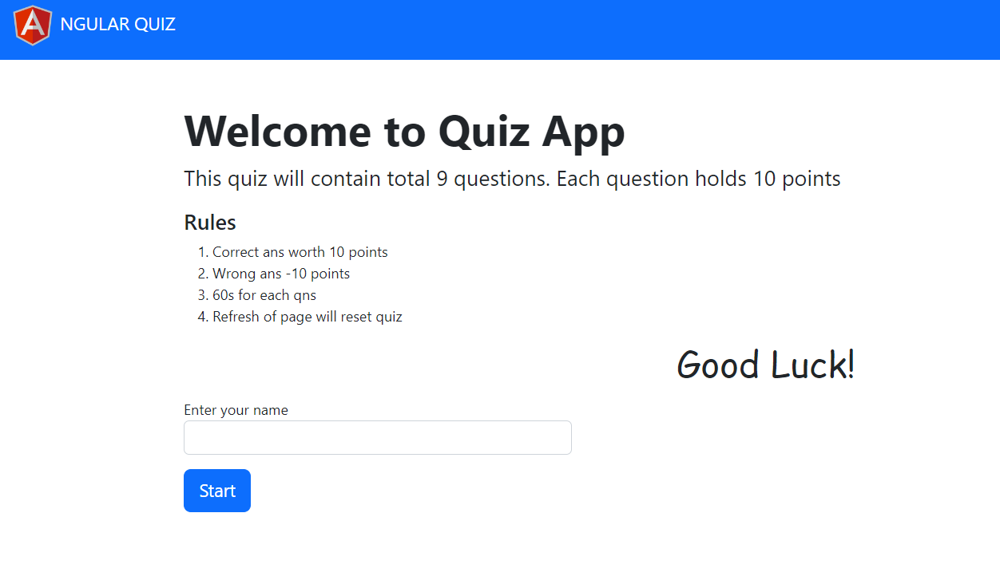 A NGULAR QUIZ
Welcome to Quiz App
This quiz will contain total 9 questions. Each question holds 10 points
Rules
1. Correct ans worth 10 points
2. Wrong ans -10 points
3. 60s for each qns
4. Refresh of page will reset quiz
Good Luck!
Enter your name
Start